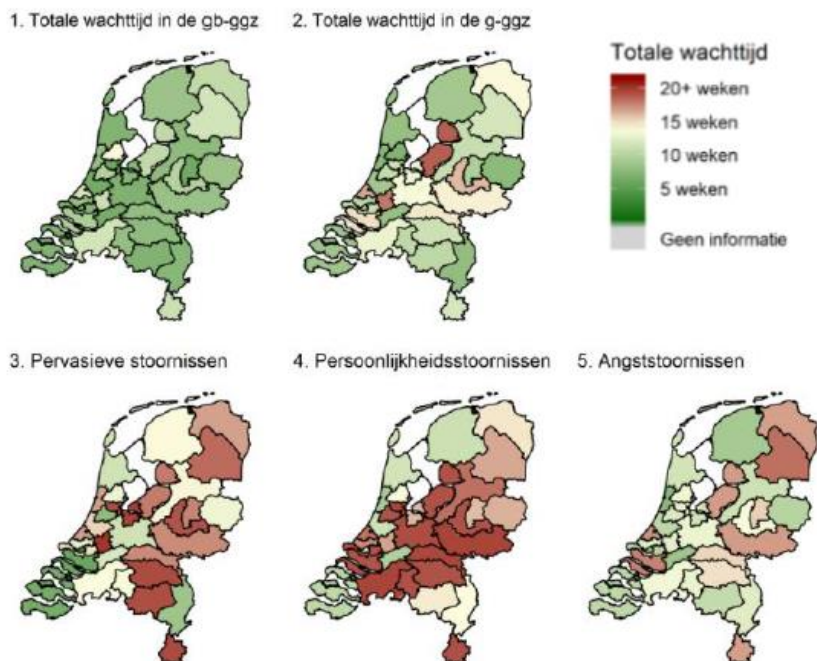 1. Totale wachttijd in de gb-ggz
2. Totale wachttijd in de g-ggz
Totale wachttijd
20+ weken
15 weken
10 weken
5 weken
Geen informatie
3. Pervasieve stoornissen
4. Persoonlijkheidsstoornissen
5. Angststoornissen